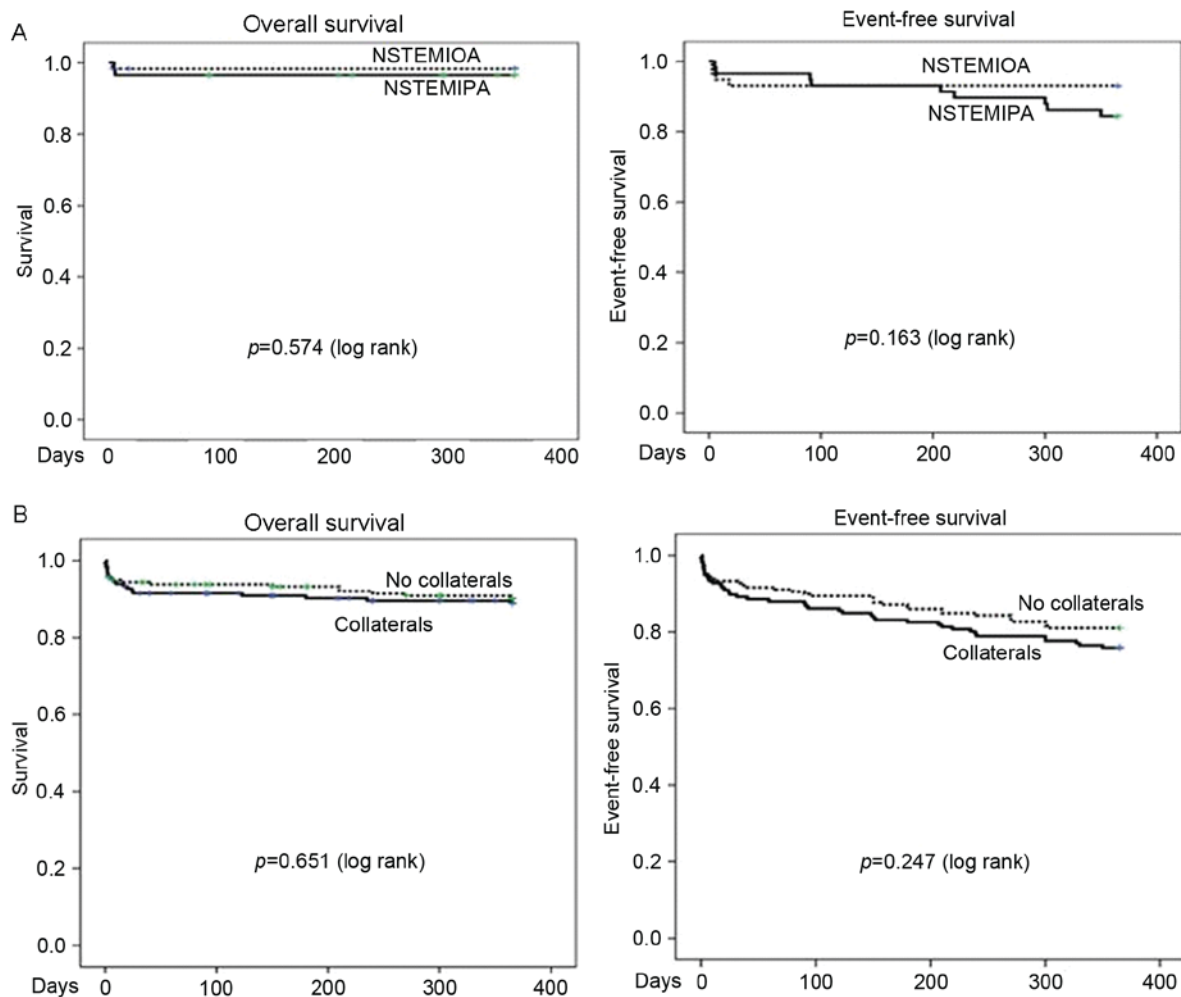 A
Overall survival
1.0
0.8
0.6
0.4
0.2
0.0
Survival
NSTEMIOA
NSTEMIPA
p=0.574 (log rank)
Days 0 100 200 300 400
Event-free survival
1.0
0.8
0.6
0.4
0.2
0.0
Event-free survival
NSTEMIOA
NSTEMIPA
p=0.163 (log rank)
Days 0 100 200 300 400
B
Overall survival
1.0
0.8
0.6
0.4
0.2
0.0
Survival
No collaterals
Collaterals
p=0.651 (log rank)
Days 0 100 200 300 400
Event-free survival
1.0
0.8
0.6
0.4
0.2
0.0
Event-free survival
No collaterals
Collaterals
p=0.247 (log rank)
Days 0 100 200 300 400